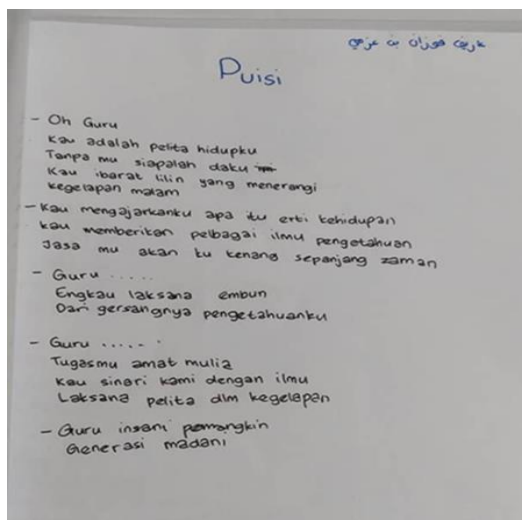 عاريف فوزان بن عزمي
Puisi
- Oh Guru
Kau adalah pelita hidupku
Tanpa mu siapalah daku
Kau ibarat lilin yang menerangi
kegelapan malam
- Kau mengajarkanku apa itu erti kehidupan
kau memberikan pelbagai ilmu pengetahuan
Jasa mu akan ku kenang sepanjang zaman
- Guru .....
Engkau laksana embun
Dari gersangnya pengetahuanku
- Guru ......
Tugasmu amat mulia
Kau sinari kami dengan ilmu
Laksana pelita dlm kegelapan
- Guru insani pemangkin
Generasi madani